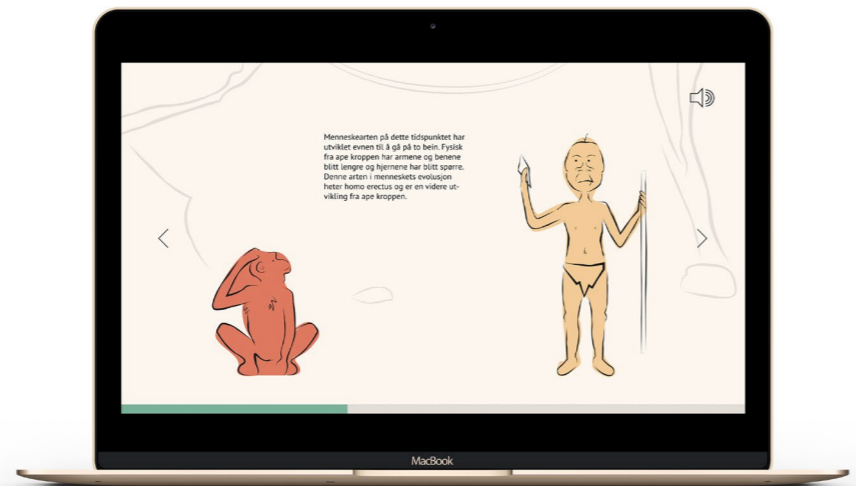 Menneskearten på dette tidspunktet har
utviklet evnen til å gå på to bein. Fysisk
fra ape kroppen har armene og benene
blitt lengre og hjernene har blitt spørre.
Denne arten i menneskets evolusjon
heter homo erectus og er en videre ut-
vikling fra ape kroppen.
MacBook